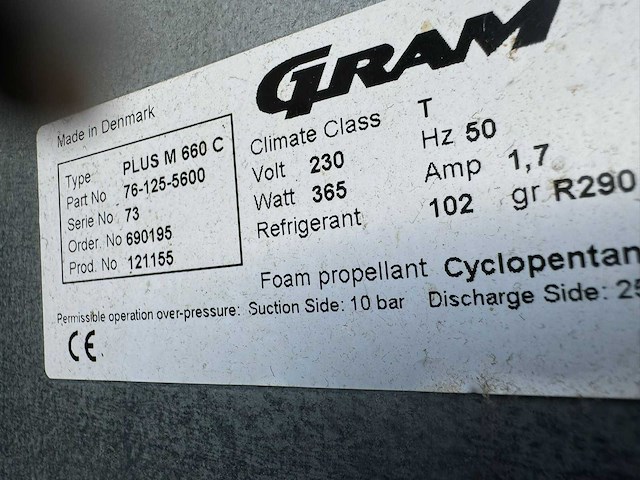 GRAM
Made in Denmark
Type: PLUS M 660 C
Part No 76-125-5600
Serie No 73
Order. No 690195
Prod. No 121155
Climate Class T
Volt 230 Hz 50
Watt 365 Amp 1,7
Refrigerant 102 gr R290
Foam propellant Cyclopentan
Permissible operation over-pressure: Suction Side: 10 bar Discharge Side: 25
CE